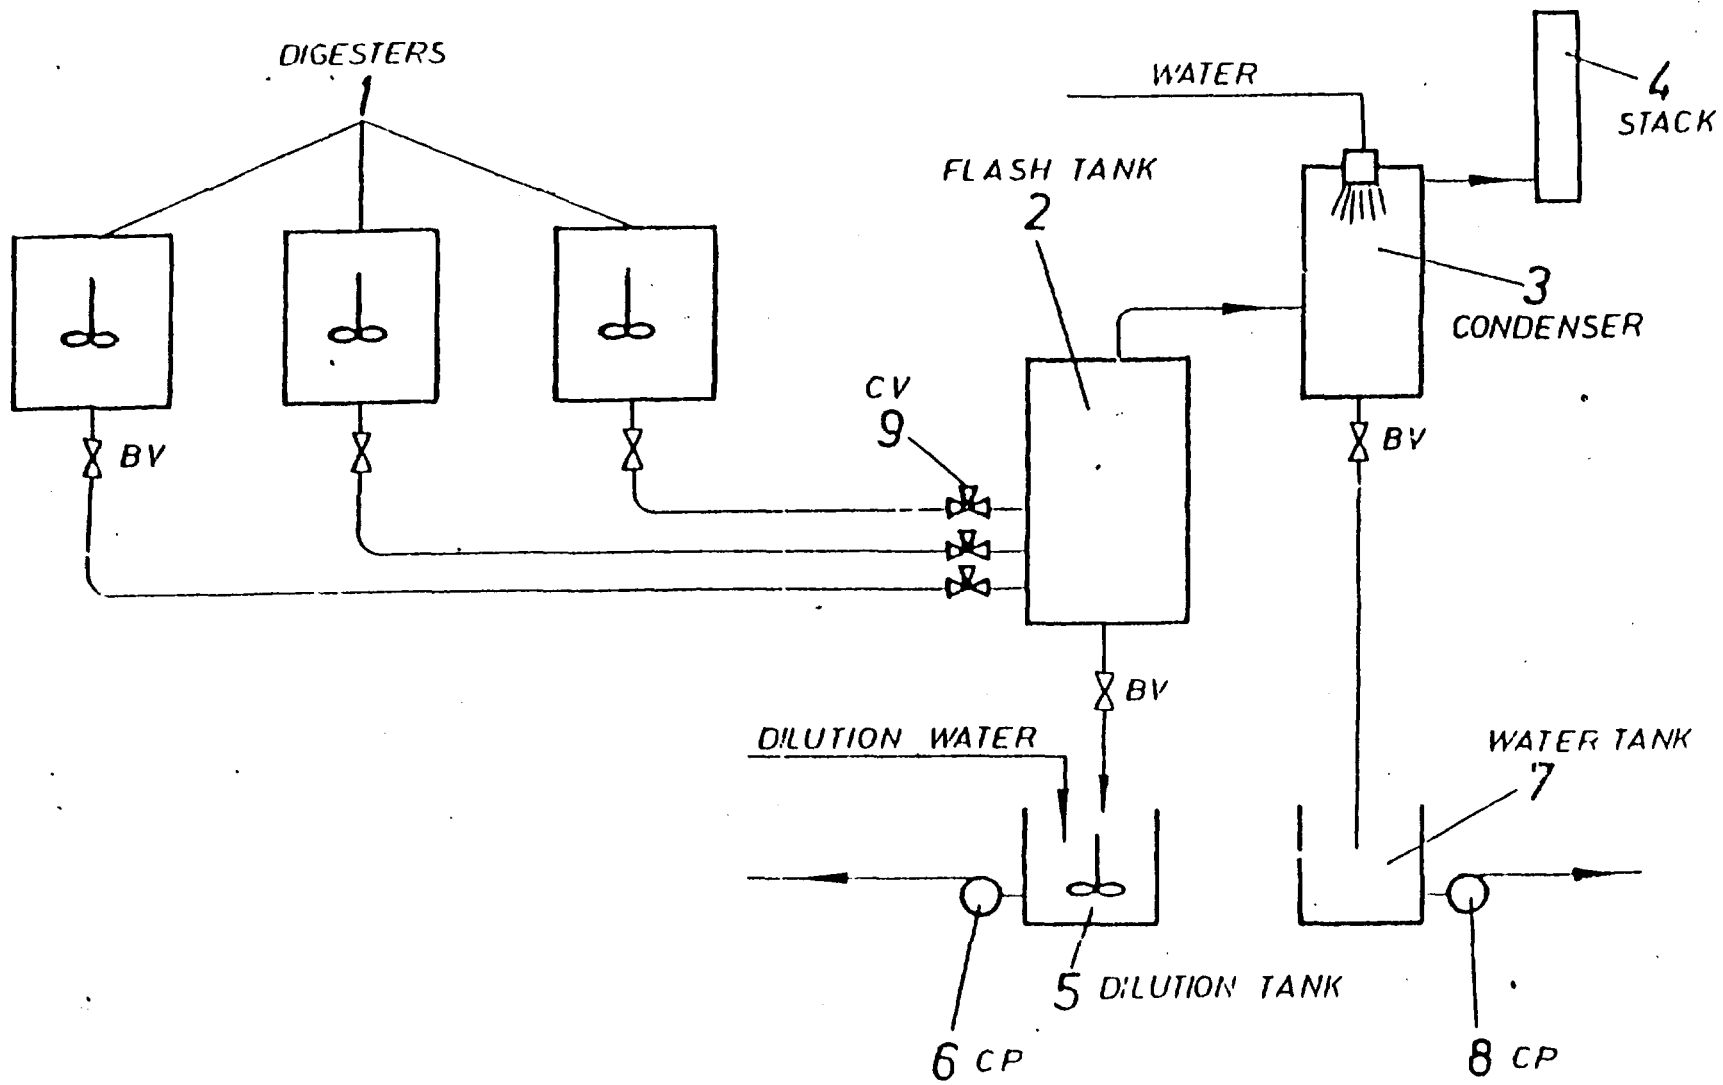 DIGESTERS
1
WATER
4
STACK
FLASH TANK
2
3
CONDENSER
CV
9
BV
BV
BV
DILUTION WATER
WATER TANK
7
5 DILUTION TANK
6 CP
8 CP